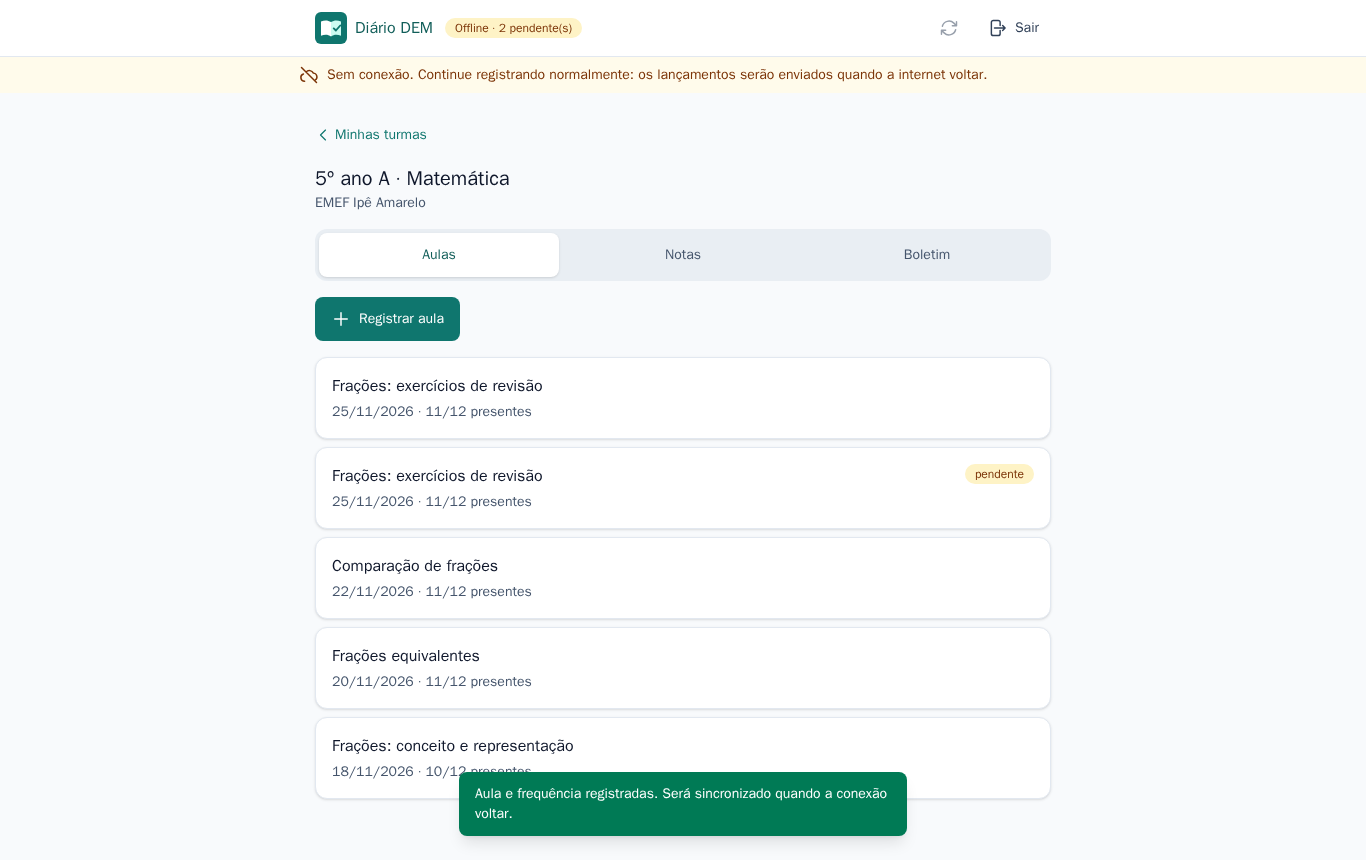 Diário DEM
Offline · 2 pendente(s)
Sair
Sem conexão. Continue registrando normalmente: os lançamentos serão enviados quando a internet voltar.
Minhas turmas
5º ano A · Matemática
EMEF Ipê Amarelo
Aulas
Notas
Boletim
Registrar aula
Frações: exercícios de revisão
25/11/2026 · 11/12 presentes
Frações: exercícios de revisão
pendente
25/11/2026 · 11/12 presentes
Comparação de frações
22/11/2026 · 11/12 presentes
Frações equivalentes
20/11/2026 · 11/12 presentes
Frações: conceito e representação
18/11/2026 · 10/12 presentes
Aula e frequência registradas. Será sincronizado quando a conexão
voltar.